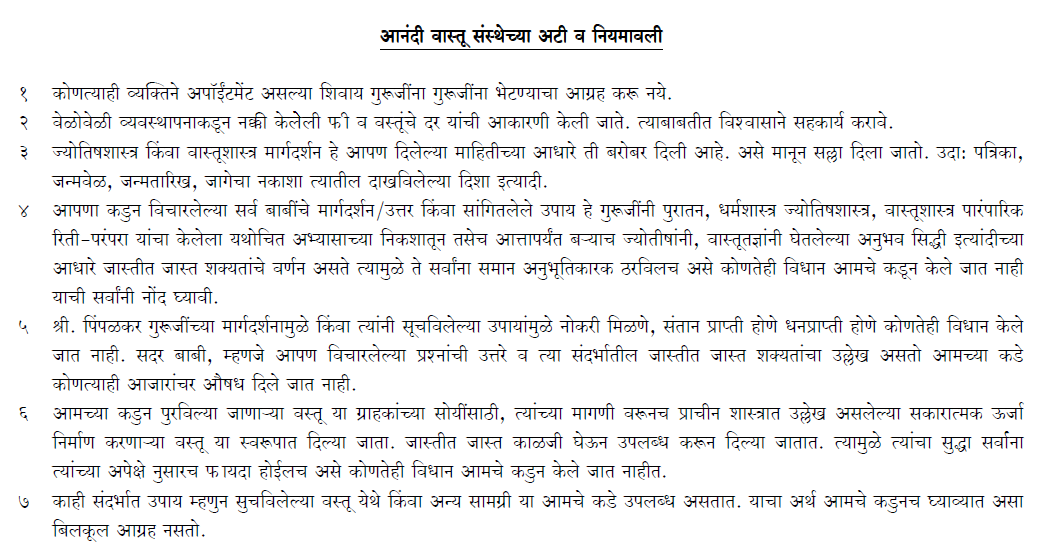 आनंदी वास्तू संस्थेच्या अटी व नियमावली
१ कोणत्याही व्यक्तिने अपॉईंटमेंट असल्या शिवाय गुरूजींना गुरूजींना भेटण्याचा आग्रह करू नये.
२ वेळोवेळी व्यवस्थापनाकडून नक्की केलेली फी व वस्तूंचे दर यांची आकारणी केली जाते. त्याबाबतीत विश्वासाने सहकार्य करावे.
३ ज्योतिषशास्त्र किंवा वास्तूशास्त्र मार्गदर्शन हे आपण दिलेल्या माहितीच्या आधारे ती बरोबर दिली आहे. असे मानून सल्ला दिला जातो. उदा: पत्रिका,
जन्मवेळ, जन्मतारिख, जागेचा नकाशा त्यातील दाखविलेल्या दिशा इत्यादी.
४ आपणा कडुन विचारलेल्या सर्व बाबींचे मार्गदर्शन/उत्तर किंवा सांगितलेले उपाय हे गुरूजींनी पुरातन, धर्मशास्त्र ज्योतिषशास्त्र, वास्तूशास्त्र पारंपारिक
रिती-परंपरा यांचा केलेला यथोचित अभ्यासाच्या निकशातून तसेच आत्तापर्यंत बऱ्याच ज्योतीषांनी, वास्तूतज्ञांनी घेतलेल्या अनुभव सिद्धी इत्यांदीच्या
आधारे जास्तीत जास्त शक्यतांचे वर्णन असते त्यामुळे ते सर्वांना समान अनुभूतिकारक ठरविलच असे कोणतेही विधान आमचे कडून केले जात नाही
याची सर्वांनी नोंद घ्यावी.
५ श्री. पिंपळकर गुरूजींच्या मार्गदर्शनामुळे किंवा त्यांनी सूचविलेल्या उपायांमुळे नोकरी मिळणे, संतान प्राप्ती होणे धनप्राप्ती होणे कोणतेही विधान केले
जात नाही. सदर बाबी, म्हणजे आपण विचारलेल्या प्रश्नांची उत्तरे व त्या संदर्भातील जास्तीत जास्त शक्यतांचा उल्लेख असतो आमच्या कडे
कोणत्याही आजारांचर औषध दिले जात नाही.
६ आमच्या कडुन पुरविल्या जाणाऱ्या वस्तू या ग्राहकांच्या सोयींसाठी, त्यांच्या मागणी वरूनच प्राचीन शास्त्रात उल्लेख असलेल्या सकारात्मक ऊर्जा
निर्माण करणाऱ्या वस्तू या स्वरूपात दिल्या जाता. जास्तीत जास्त काळजी घेऊन उपलब्ध करून दिल्या जातात. त्यामुळे त्यांचा सुद्धा सर्वांना
त्यांच्या अपेक्षे नुसारच फायदा होईलच असे कोणतेही विधान आमचे कडुन केले जात नाहीत.
७ काही संदर्भात उपाय म्हणुन सुचविलेल्या वस्तू येथे किंवा अन्य सामग्री या आमचे कडे उपलब्ध असतात. याचा अर्थ आमचे कडुनच घ्याव्यात असा
बिलकूल आग्रह नसतो.